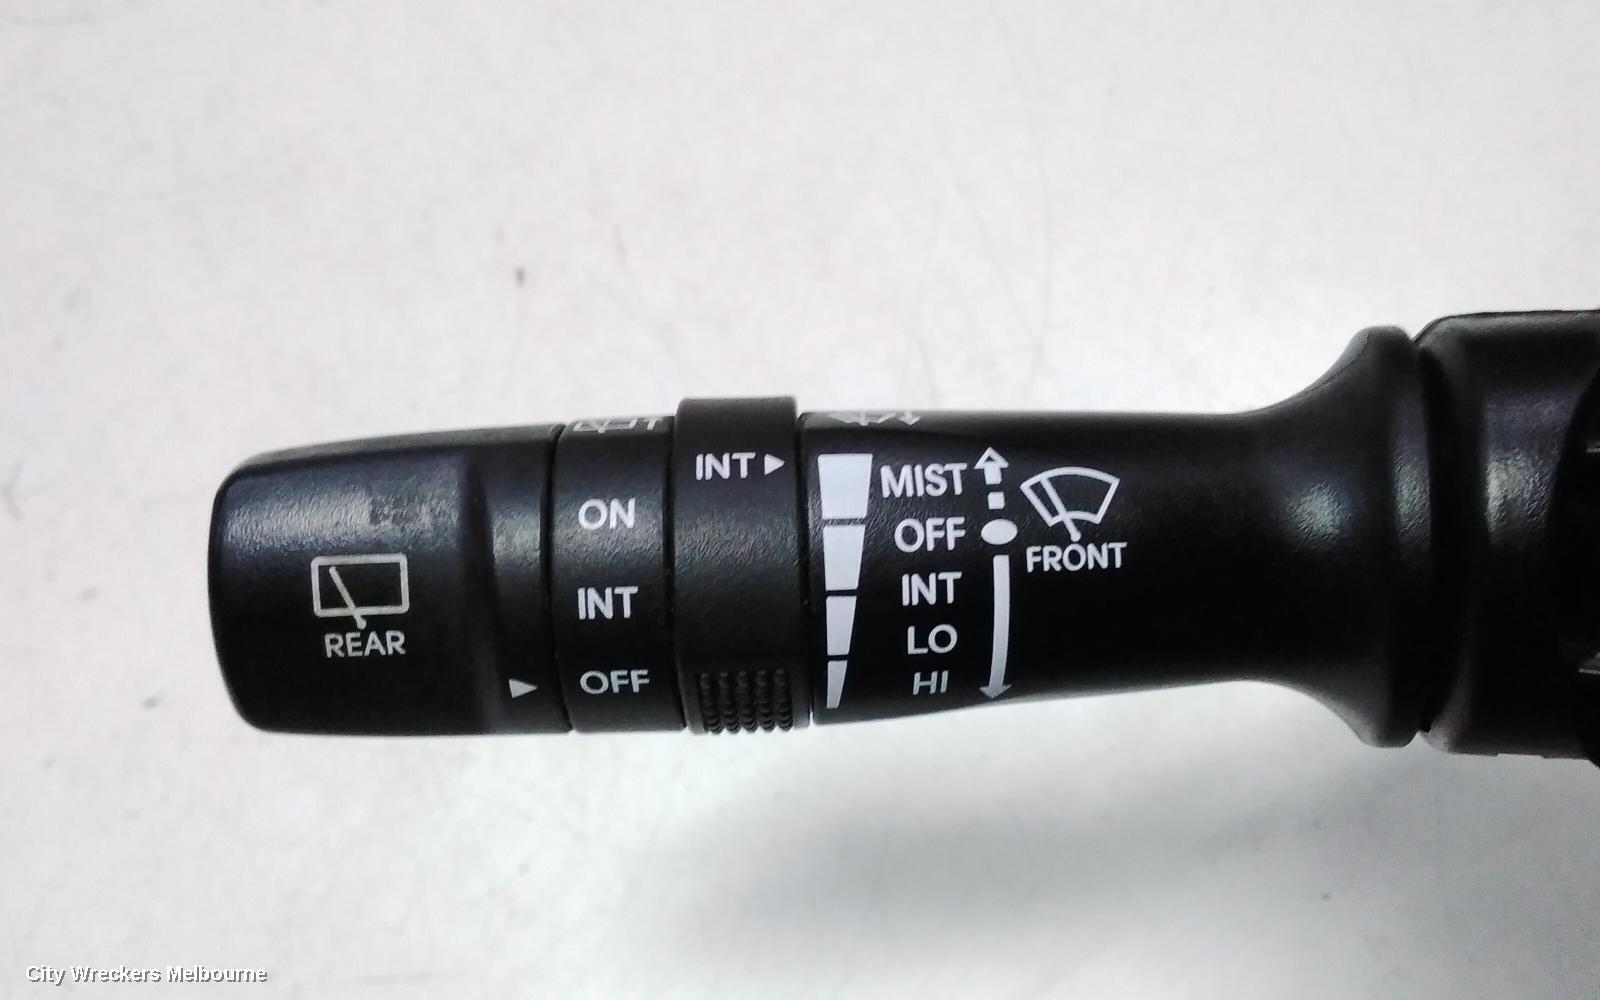 REAR
ON
INT
OFF
INT
MIST
OFF
INT
LO
HI
FRONT
City Wreckers Melbourne